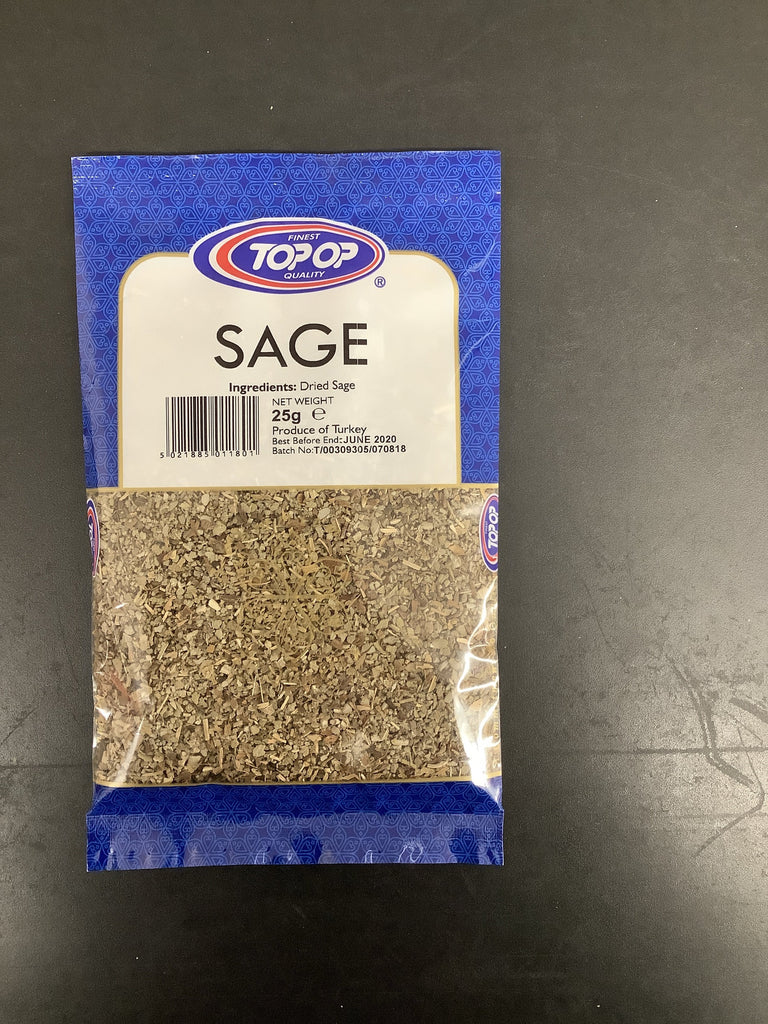 FINEST
TOPOP
QUALITY
®
SAGE
Ingredients: Dried Sage
NET WEIGHT
25g ℮
Produce of Turkey
Best Before End:JUNE 2020
Batch No:T/00309305/070818
5 021885 011801
TOPOP